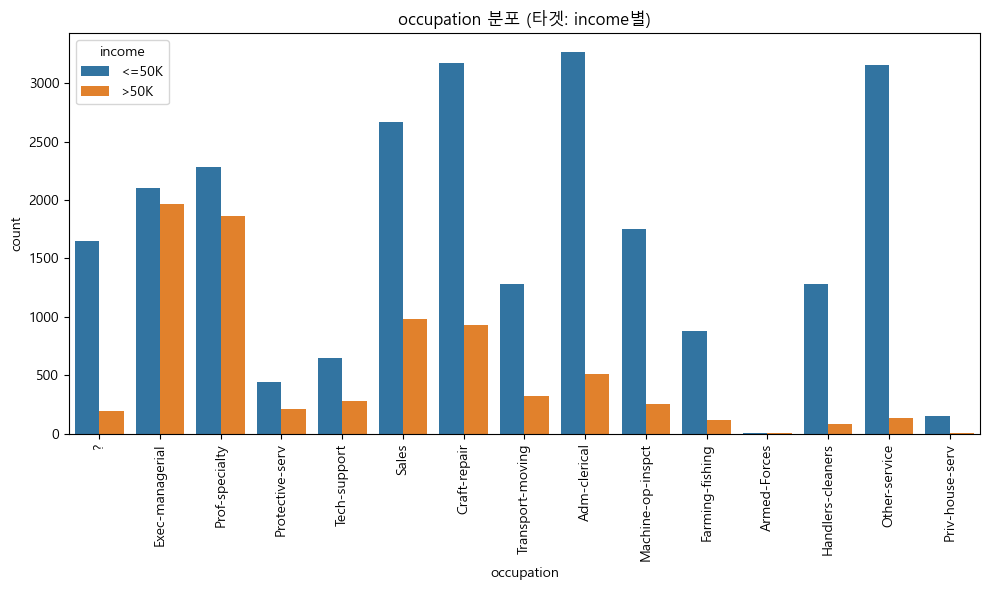 occupation 분포 (타겟: income별)
income
<=50K
>50K
count
3000
2500
2000
1500
1000
500
0
?
Exec-managerial
Prof-specialty
Protective-serv
Tech-support
Sales
Craft-repair
Transport-moving
Adm-clerical
Machine-op-inspct
Farming-fishing
Armed-Forces
Handlers-cleaners
Other-service
Priv-house-serv
occupation